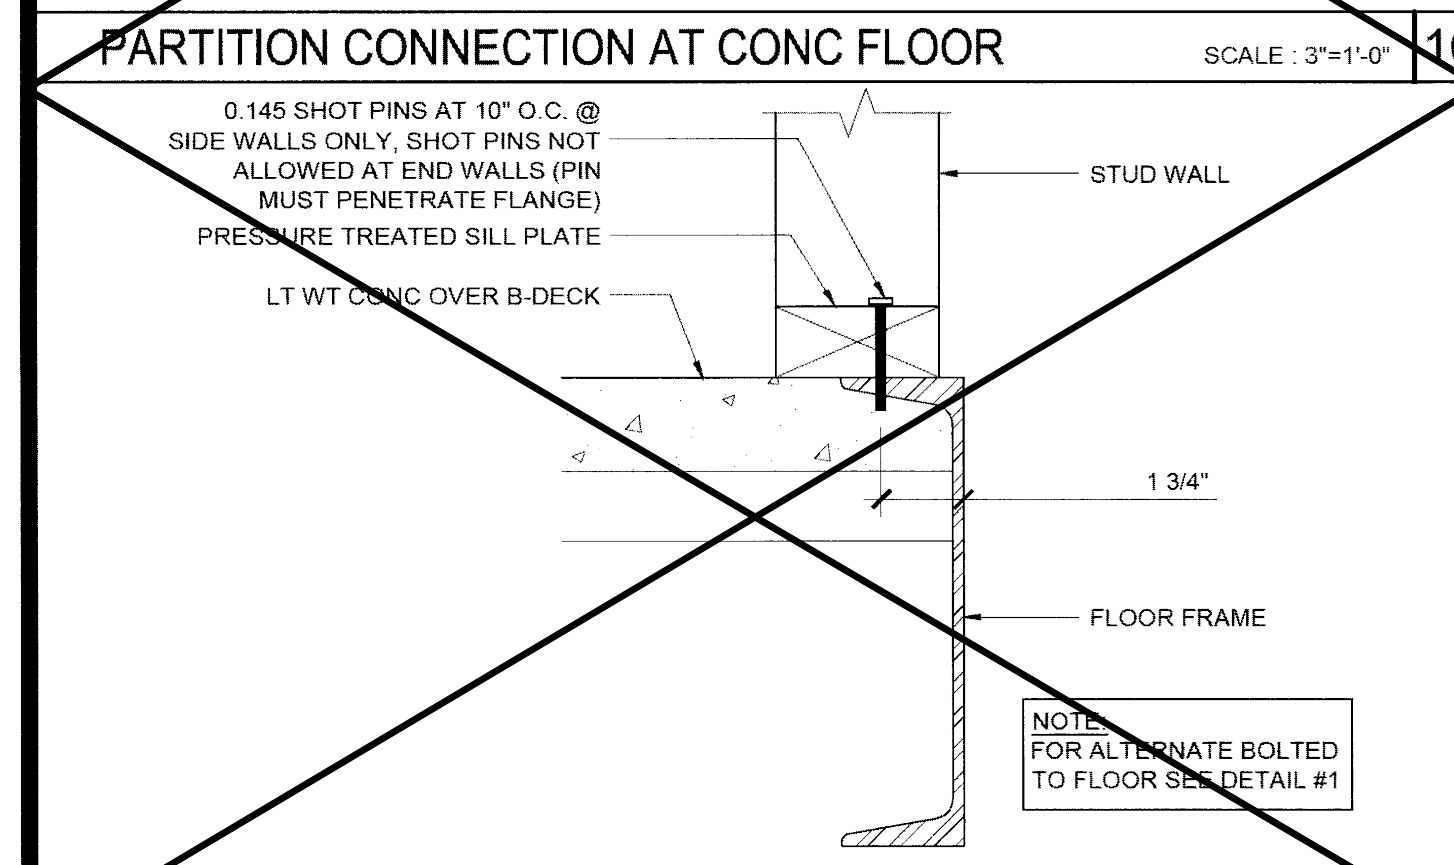 PARTITION CONNECTION AT CONC FLOOR
SCALE : 3"=1'-0"
0.145 SHOT PINS AT 10" O.C. @
SIDE WALLS ONLY, SHOT PINS NOT
ALLOWED AT END WALLS (PIN
MUST PENETRATE FLANGE)
PRESSURE TREATED SILL PLATE
LT WT CONC OVER B-DECK
STUD WALL
1 3/4"
FLOOR FRAME
NOTE:
FOR ALTERNATE BOLTED
TO FLOOR SEE DETAIL #1